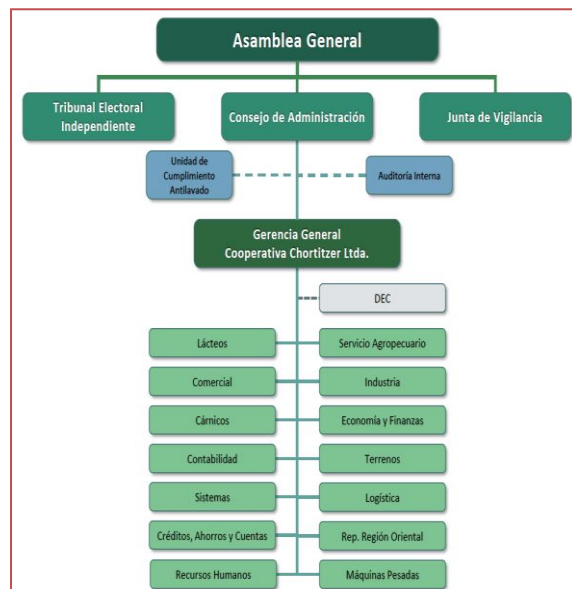 Asamblea General
Tribunal Electoral
Independiente
Consejo de Administración
Junta de Vigilancia
Unidad de
Cumplimiento
Antilavado
Auditoría Interna
Gerencia General
Cooperativa Chortitzer Ltda.
DEC
Lácteos
Servicio Agropecuario
Comercial
Industria
Cárnicos
Economía y Finanzas
Contabilidad
Terrenos
Sistemas
Logística
Créditos, Ahorros y Cuentas
Rep. Región Oriental
Recursos Humanos
Máquinas Pesadas